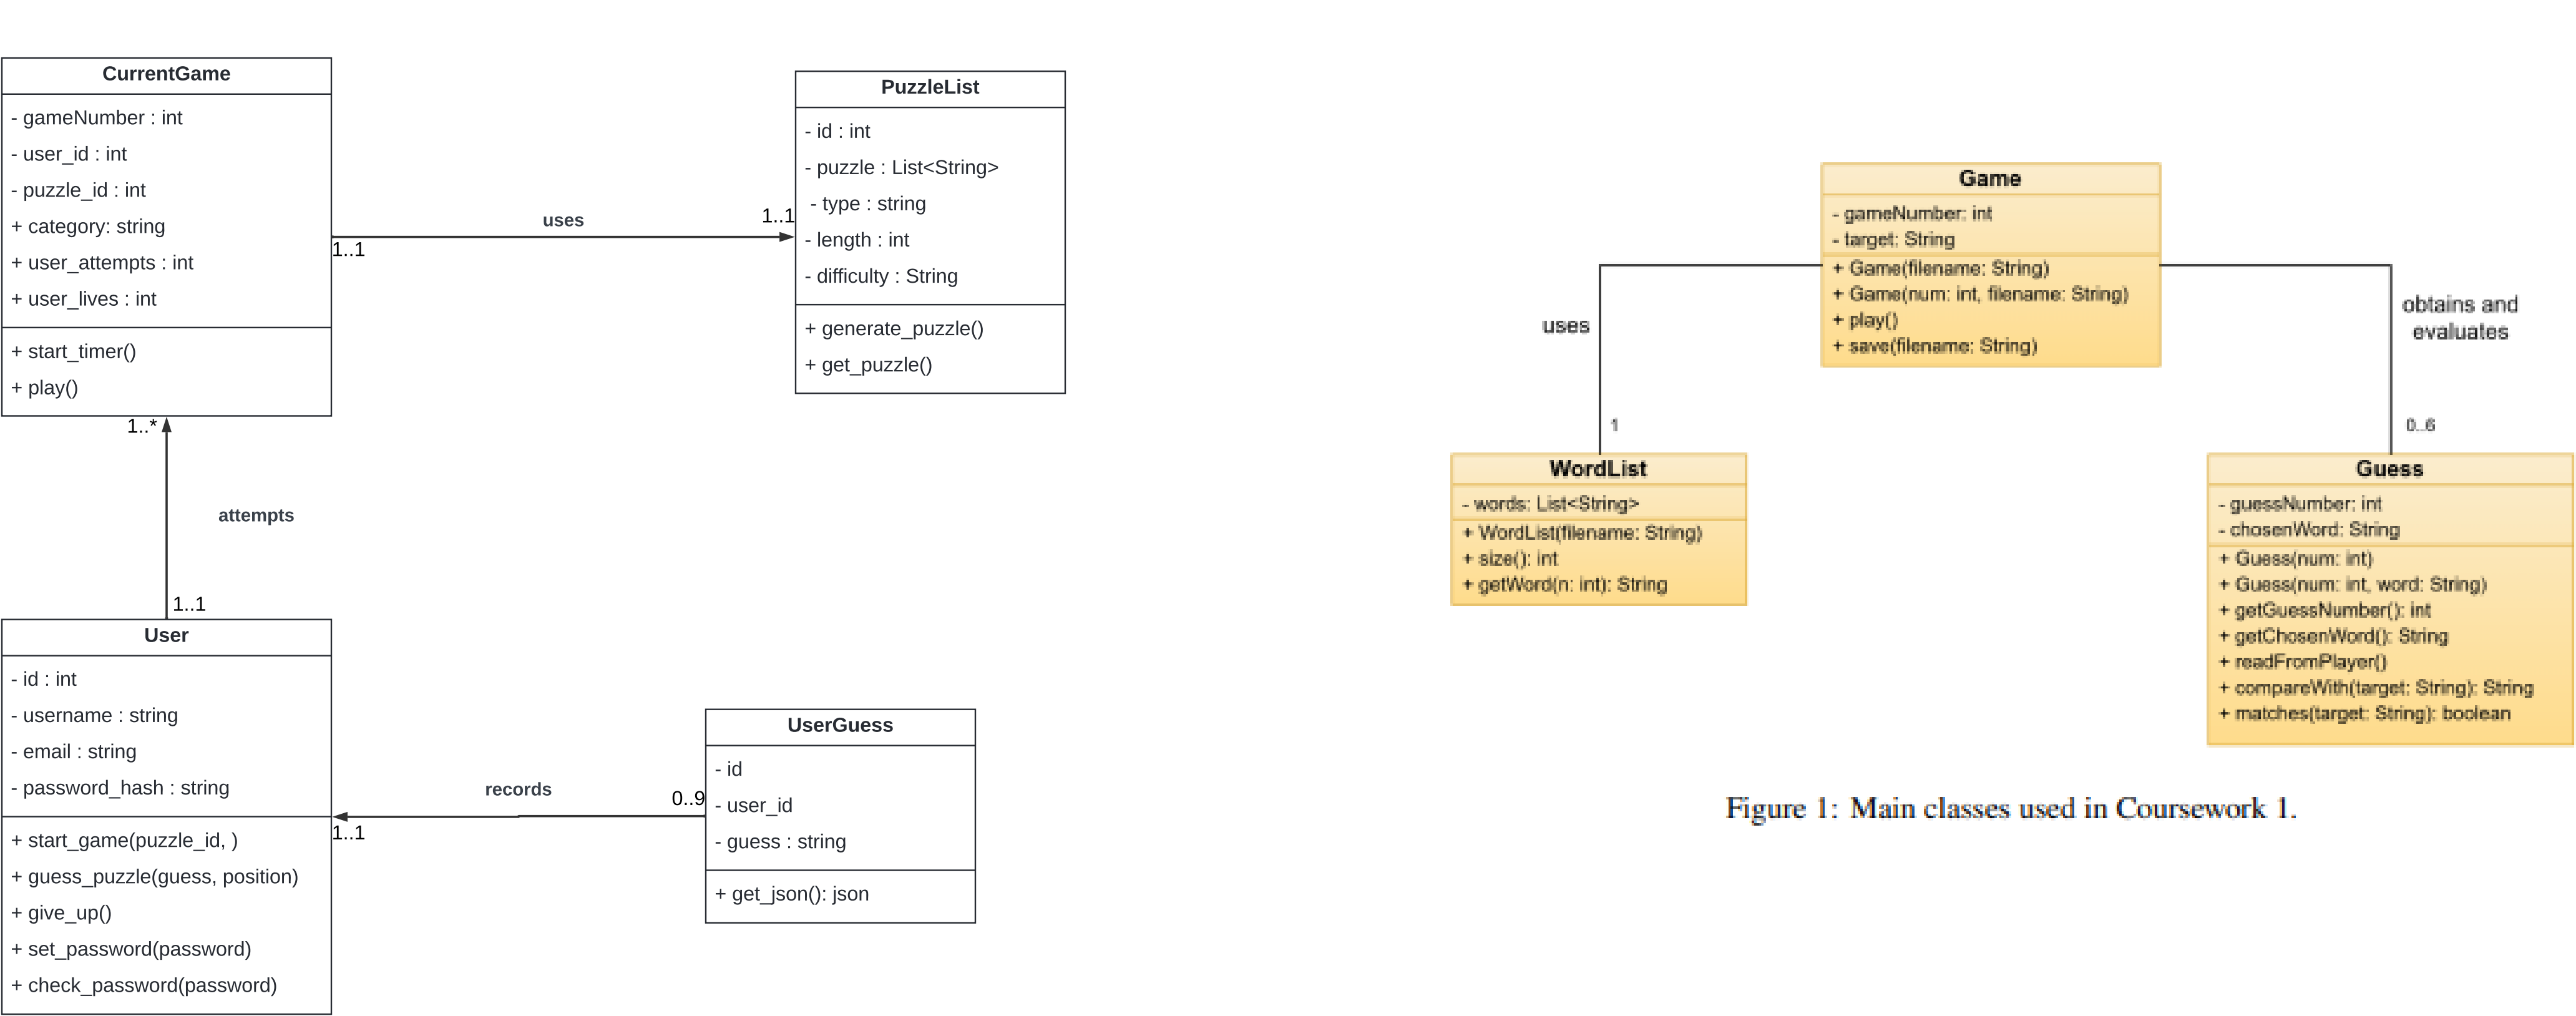 CurrentGame
- gameNumber : int
- user_id : int
- puzzle_id : int
+ category: string
+ user_attempts : int
+ user_lives : int
+ start_timer()
+ play()
uses
1..1
1..1
PuzzleList
- id : int
- puzzle : List<String>
- type : string
- length : int
- difficulty : String
+ generate_puzzle()
+ get_puzzle()
1..*
attempts
1..1
User
- id : int
- username : string
- email : string
- password_hash : string
+ start_game(puzzle_id, )
+ guess_puzzle(guess, position)
+ give_up()
+ set_password(password)
+ check_password(password)
records
0..9
1..1
UserGuess
- id
- user_id
- guess : string
+ get_json(): json
Game
- gameNumber: int
- target: String
+ Game(filename: String)
+ Game(num: int, filename: String)
+ play()
+ save(filename: String)
uses
1
obtains and
evaluates
0..6
WordList
- words: List<String>
+ WordList(filename: String)
+ size(): int
+ getWord(n: int): String
Guess
- guessNumber: int
- chosenWord: String
+ Guess(num: int)
+ Guess(num: int, word: String)
+ getGuessNumber(): int
+ getChosenWord(): String
+ readFromPlayer()
+ compareWith(target: String): String
+ matches(target: String): boolean
Figure 1: Main classes used in Coursework 1.